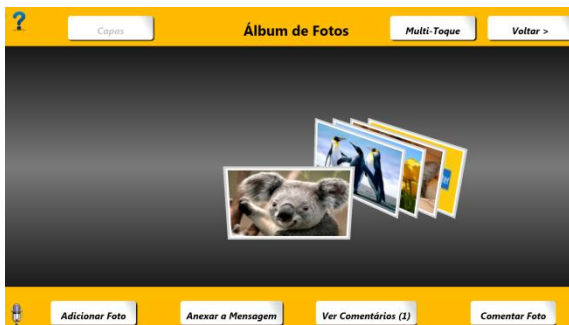 ?
Capas
Álbum de Fotos
Multi-Toque
Voltar >
Adicionar Foto
Anexar a Mensagem
Ver Comentários (1)
Comentar Foto